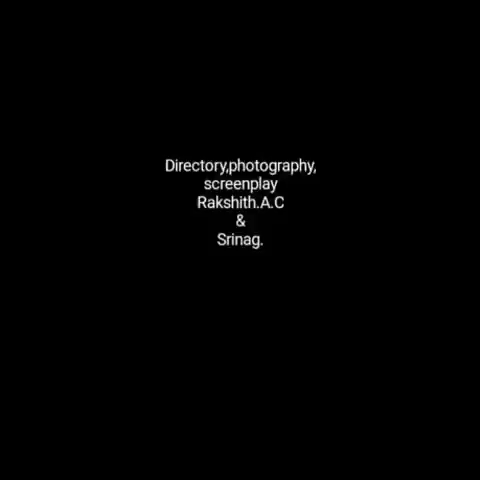 Directory,photography,
screenplay
Rakshith.A.C
&
Srinag.